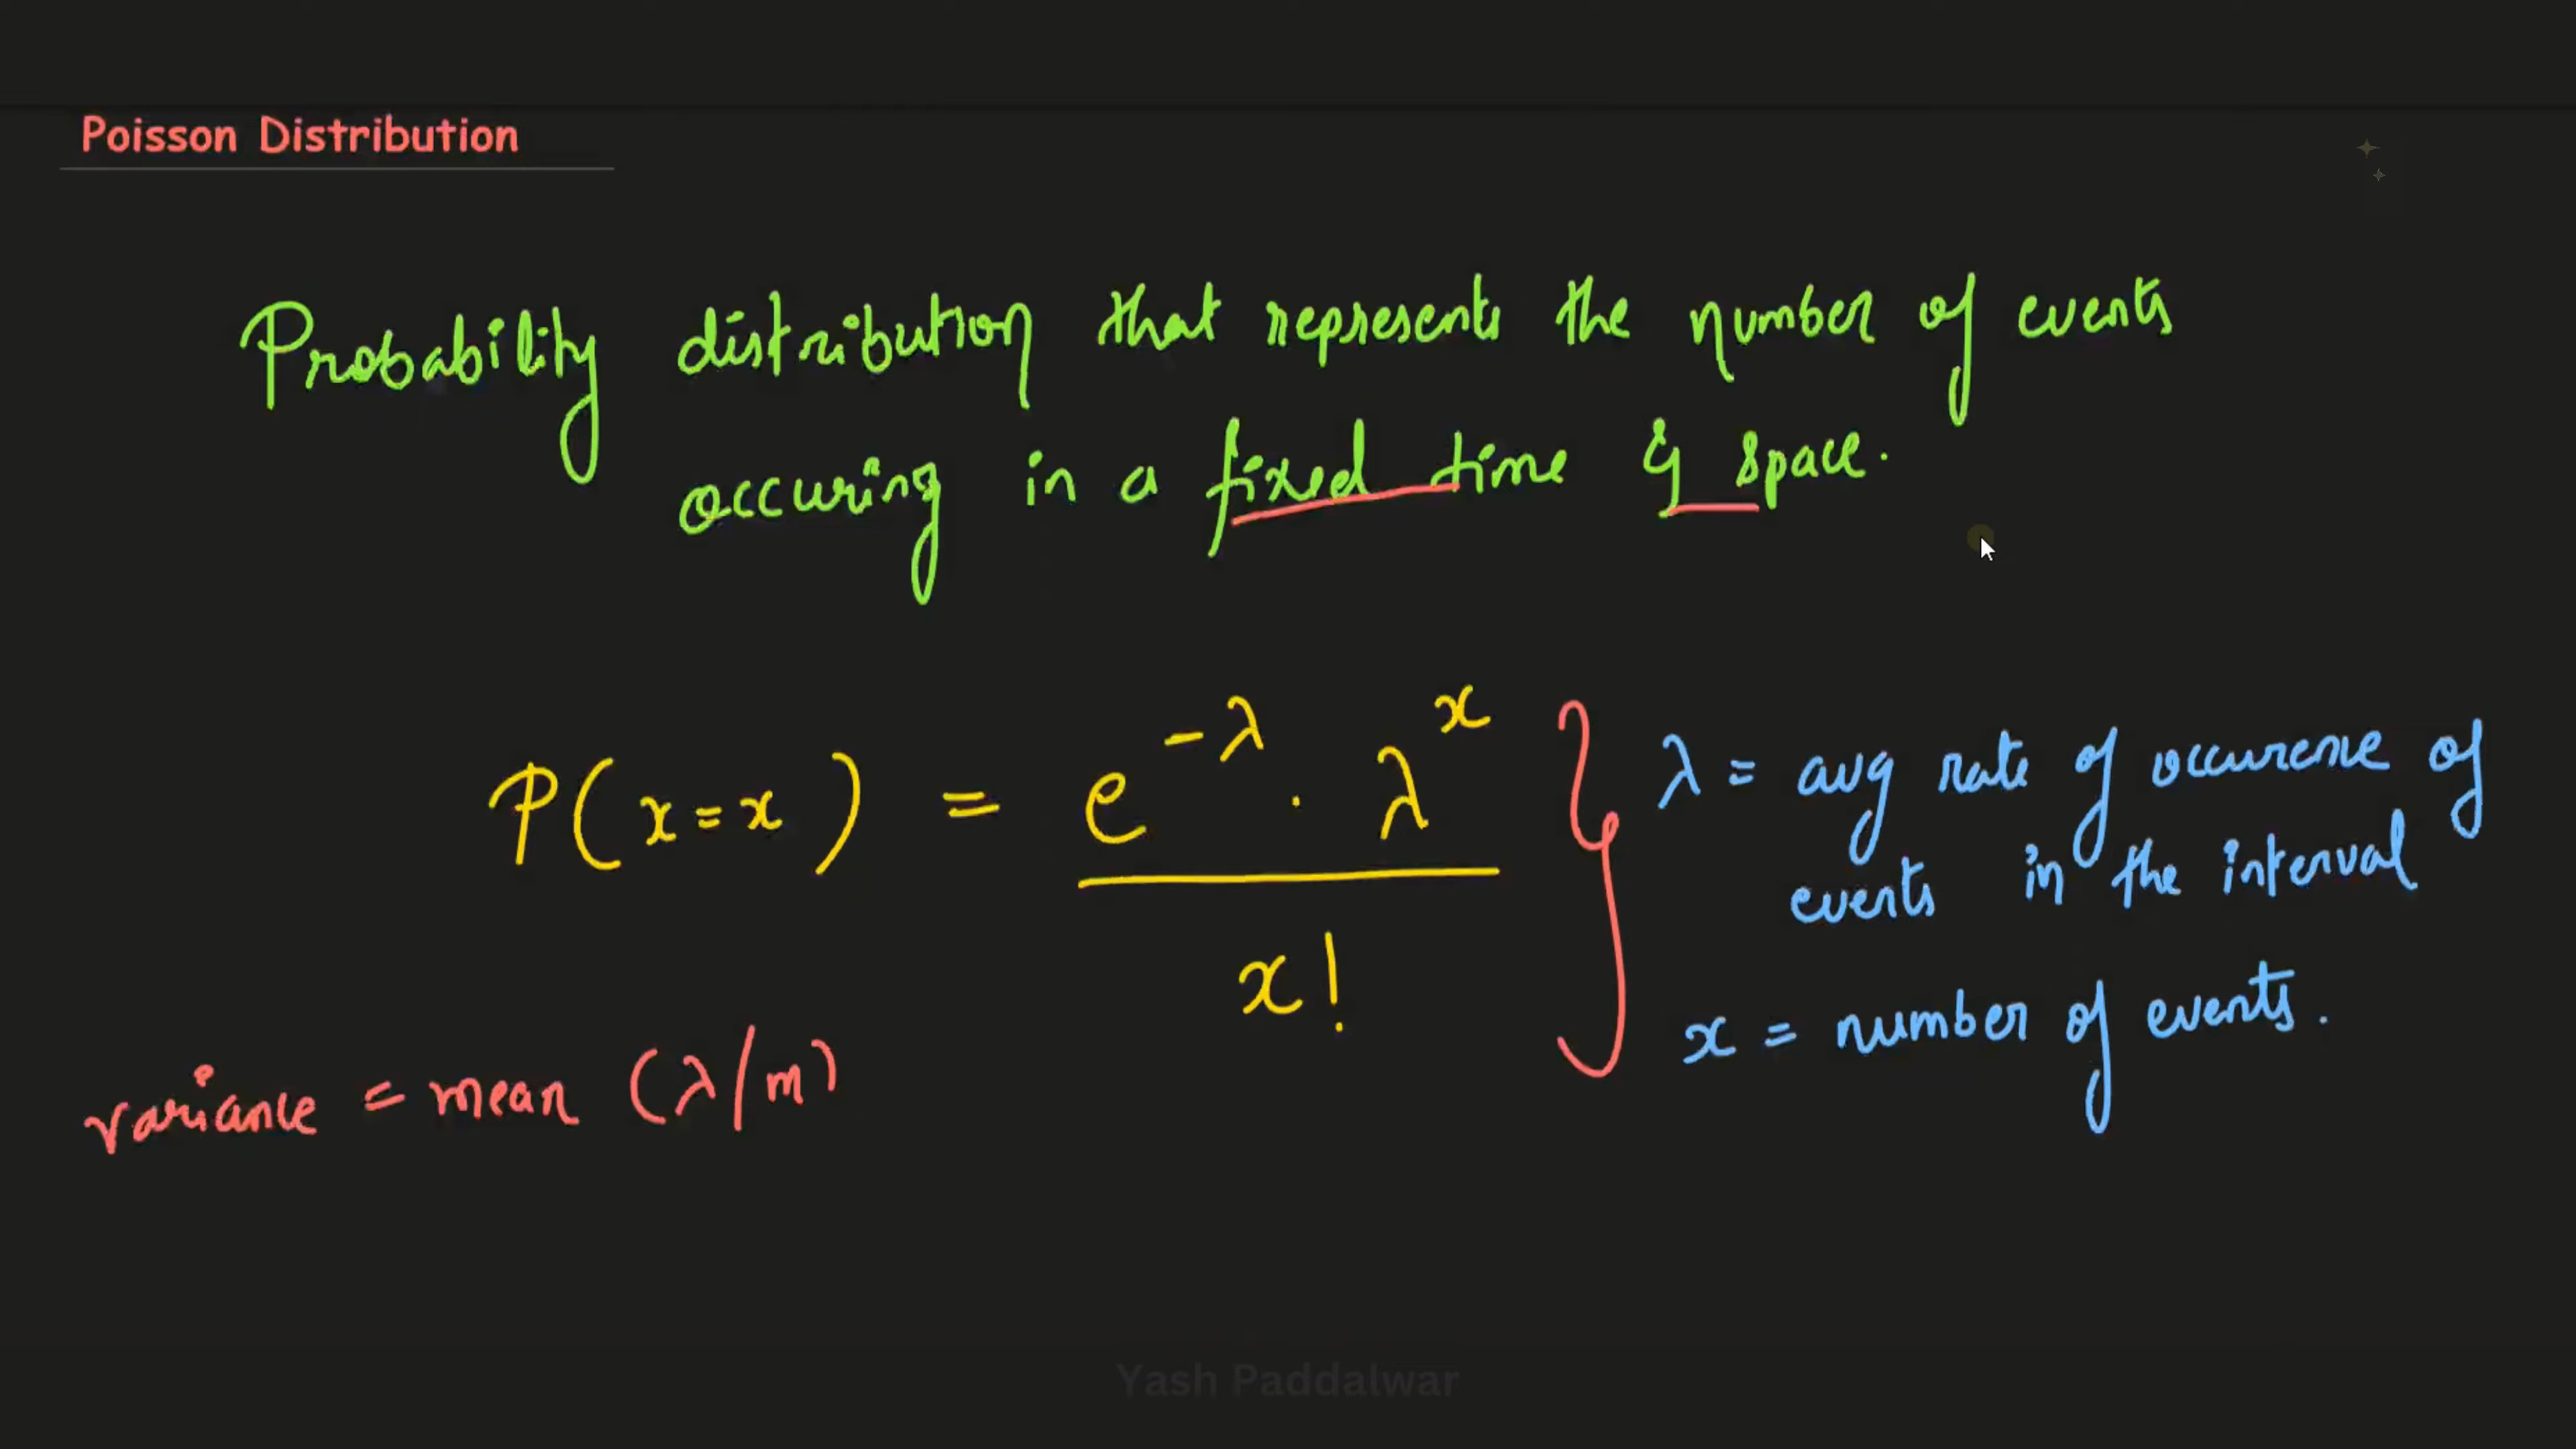 Poisson Distribution
Probability distribution that represents the number of events
occuring in a fixed time & space.
P(x=x) = e^{-λ} · λ^x / x!
λ = avg rate of occurence of
events in the interval
x = number of events.
variance = mean (λ/m)
Yash Paddalwar